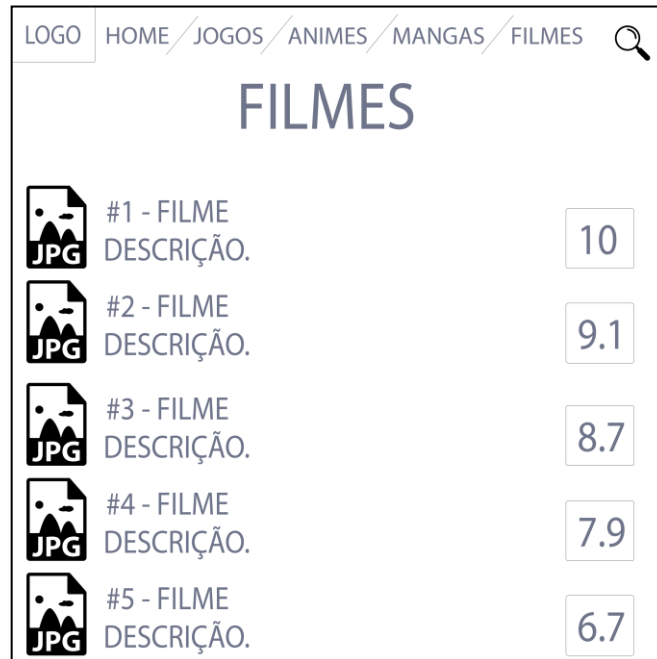 LOGO HOME JOGOS ANIMES MANGAS FILMES
FILMES
JPG #1 - FILME
DESCRIÇÃO. 10
JPG #2 - FILME
DESCRIÇÃO. 9.1
JPG #3 - FILME
DESCRIÇÃO. 8.7
JPG #4 - FILME
DESCRIÇÃO. 7.9
JPG #5 - FILME
DESCRIÇÃO. 6.7